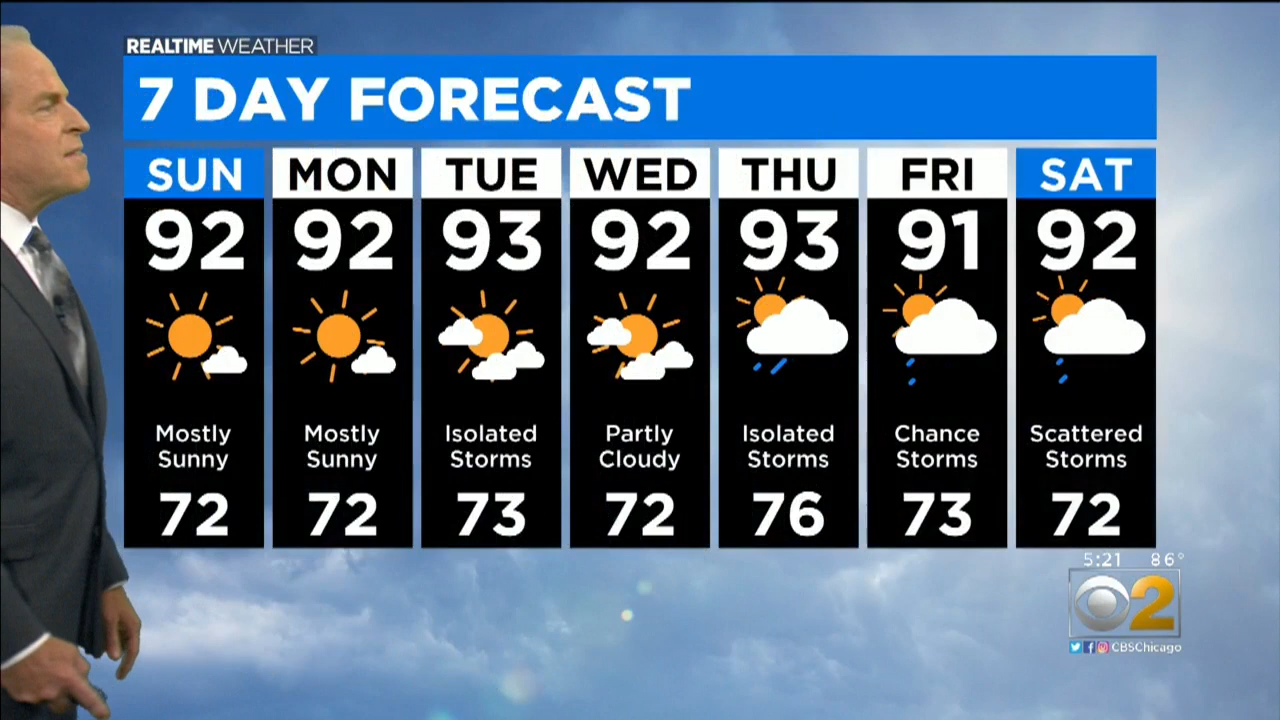 REALTIME WEATHER
7 DAY FORECAST
SUN MON TUE WED THU FRI SAT
92 92 93 92 93 91 92
Mostly Sunny
Mostly Sunny
Isolated Storms
Partly Cloudy
Isolated Storms
Chance Storms
Scattered Storms
72 72 73 72 76 73 72
5:21 86°
2
CBSChicago